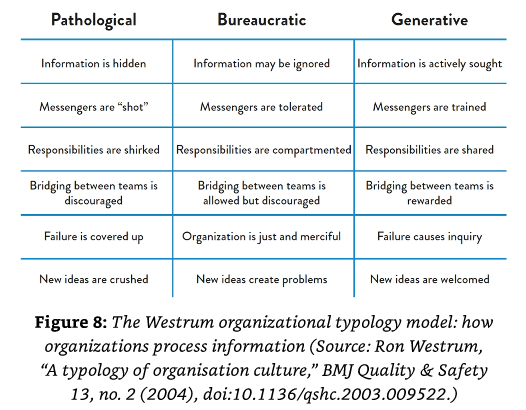 Pathological Bureaucratic Generative
Information is hidden Information may be ignored Information is actively sought
Messengers are “shot” Messengers are tolerated Messengers are trained
Responsibilities are shirked Responsibilities are compartmented Responsibilities are shared
Bridging between teams is discouraged Bridging between teams is allowed but discouraged Bridging between teams is rewarded
Failure is covered up Organization is just and merciful Failure causes inquiry
New ideas are crushed New ideas create problems New ideas are welcomed
Figure 8: The Westrum organizational typology model: how
organizations process information (Source: Ron Westrum,
“A typology of organisation culture,” BMJ Quality & Safety
13, no. 2 (2004), doi:10.1136/qshc.2003.009522.)